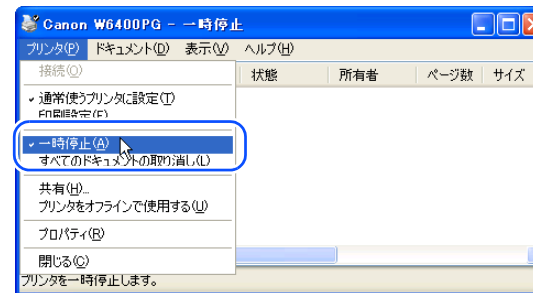 Canon W6400PG - 一時停止
プリンタ(P) ドキュメント(D) 表示(V) ヘルプ(H)
接続(O)
状態 所有者 ページ数 サイズ
通常使うプリンタに設定(T)
印刷設定(F)
一時停止(A)
すべてのドキュメントの取り消し(L)
共有(H)...
プリンタをオフラインで使用する(U)
プロパティ(R)
閉じる(C)
プリンタを一時停止します。